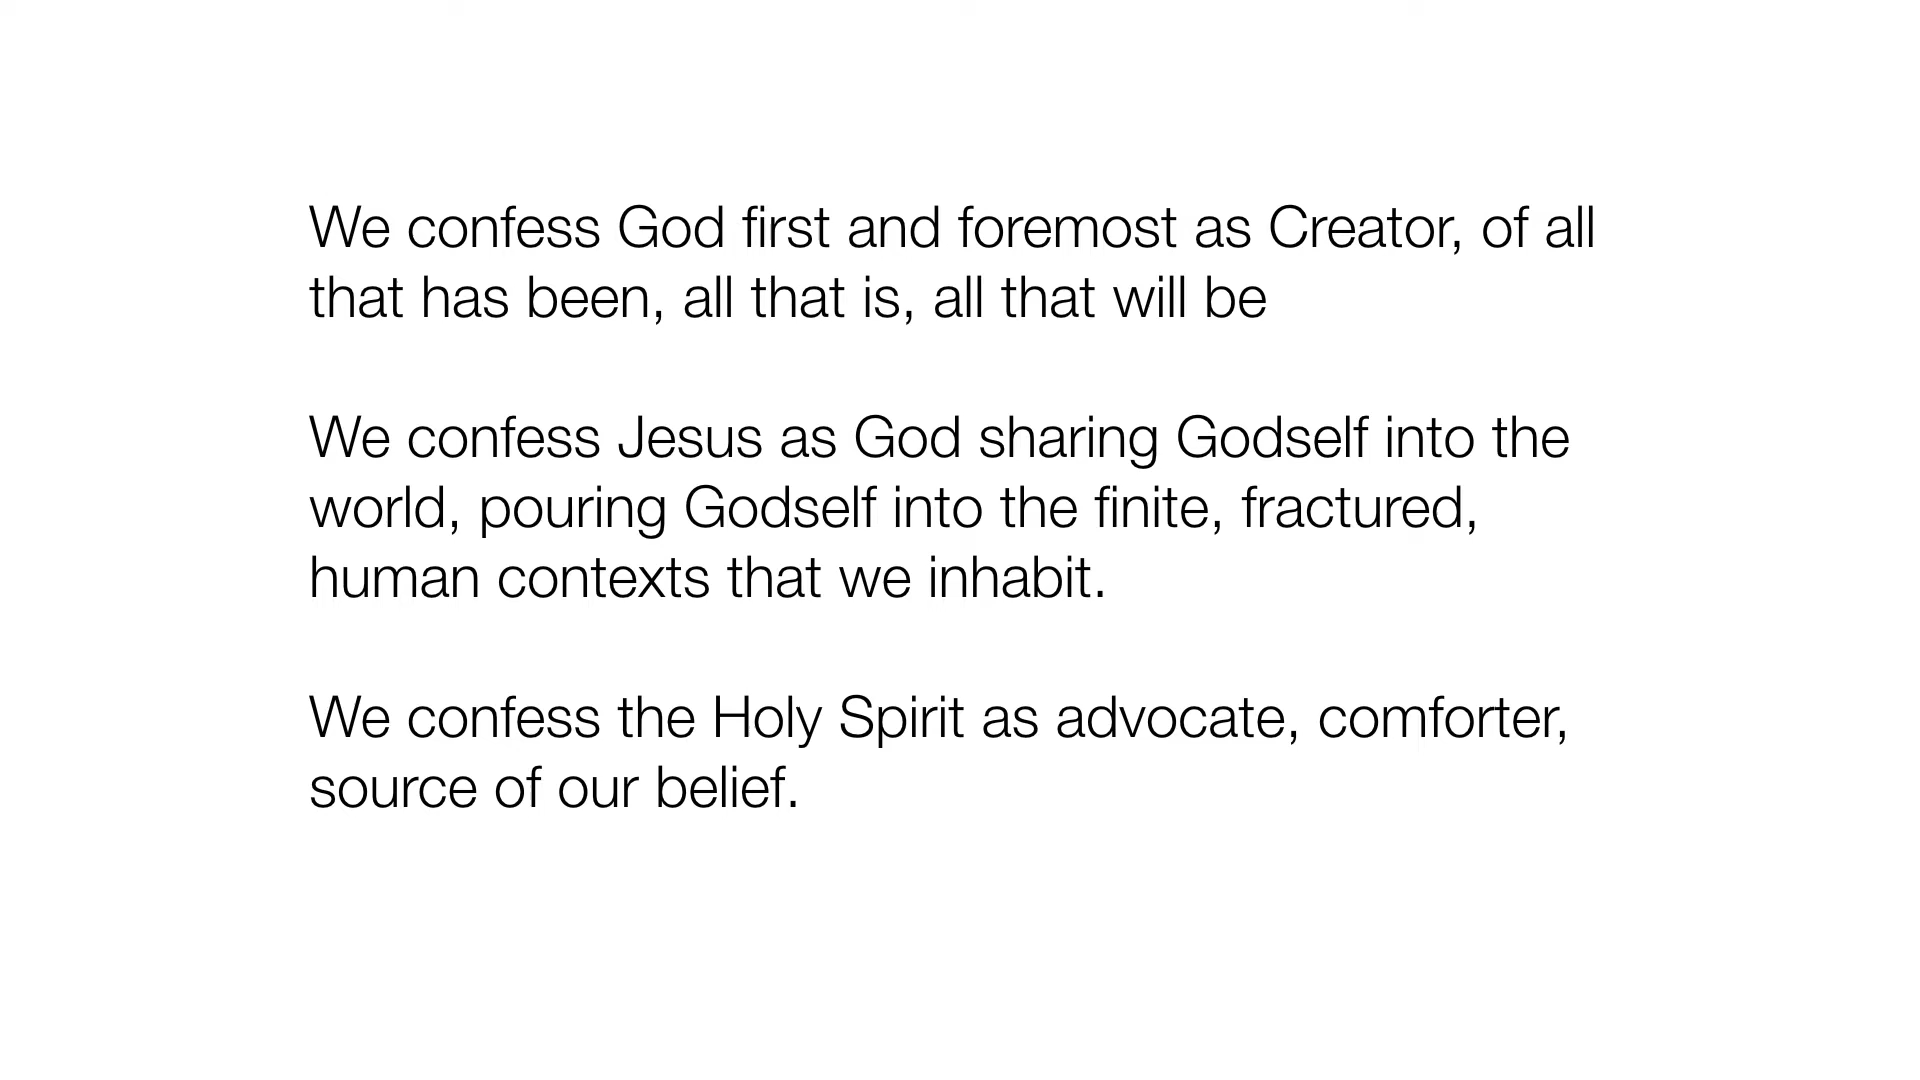 We confess God first and foremost as Creator, of all
that has been, all that is, all that will be
We confess Jesus as God sharing Godself into the
world, pouring Godself into the finite, fractured,
human contexts that we inhabit.
We confess the Holy Spirit as advocate, comforter,
source of our belief.